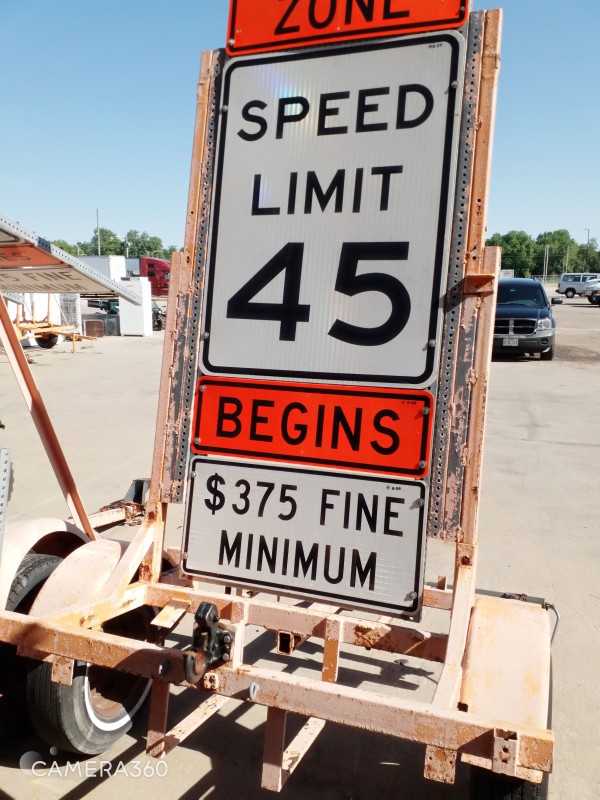 ZONE
SPEED
LIMIT
45
BEGINS
$375 FINE
MINIMUM
CAMERA360